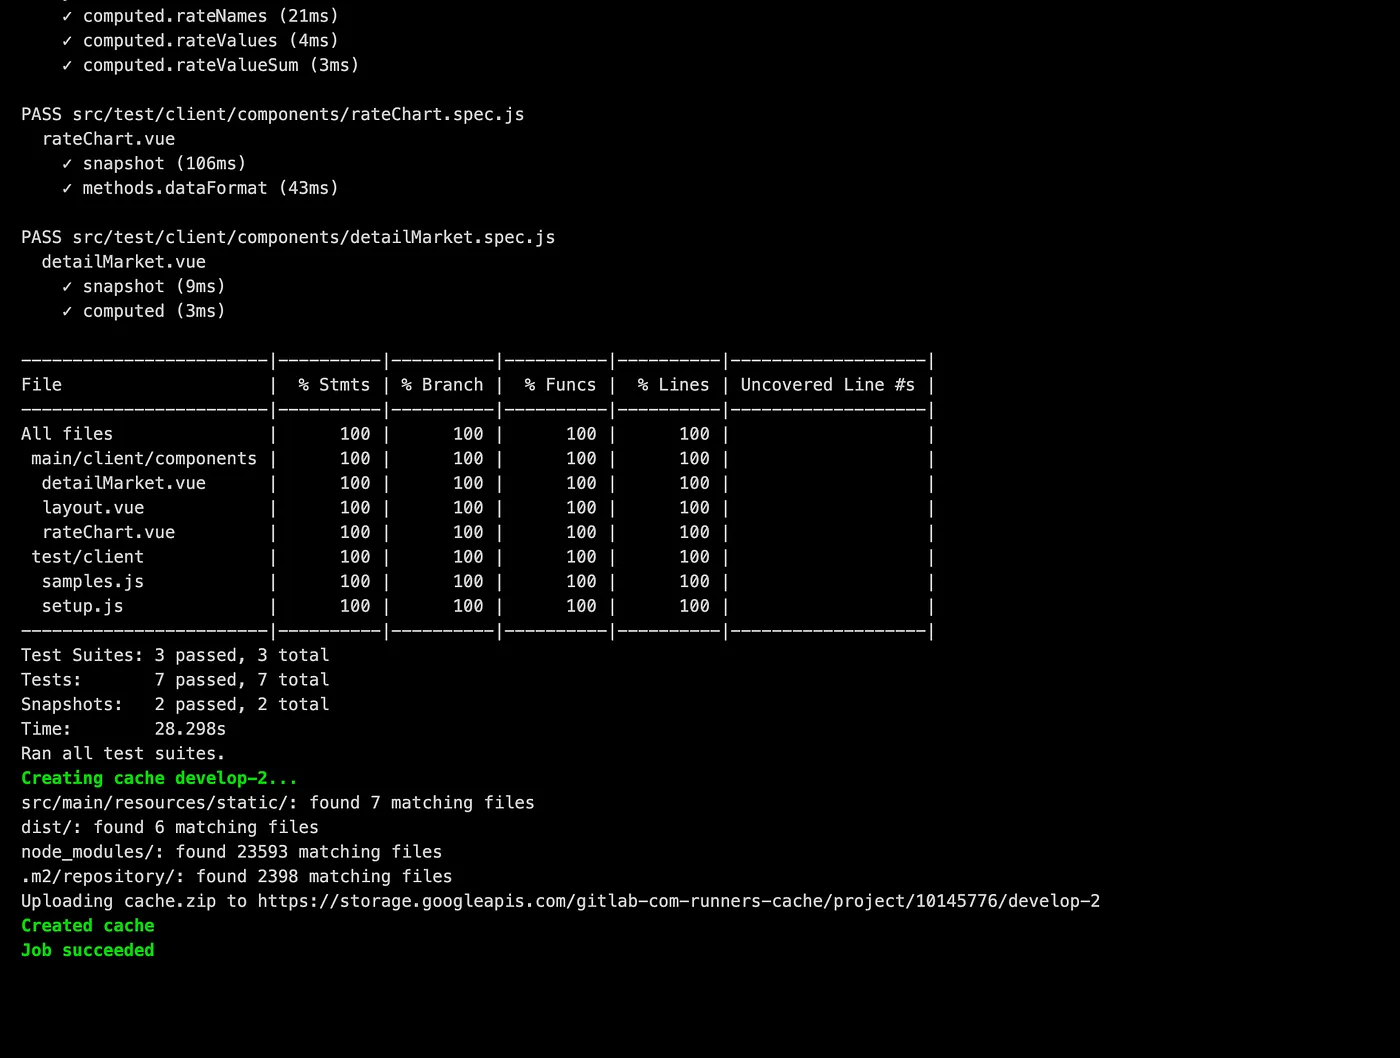 ✓ computed.rateNames (21ms)
✓ computed.rateValues (4ms)
✓ computed.rateValueSum (3ms)
PASS src/test/client/components/rateChart.spec.js
rateChart.vue
✓ snapshot (106ms)
✓ methods.dataFormat (43ms)
PASS src/test/client/components/detailMarket.spec.js
detailMarket.vue
✓ snapshot (9ms)
✓ computed (3ms)
------------------------|----------|----------|----------|----------|-------------------|
File                    |  % Stmts | % Branch |  % Funcs |  % Lines | Uncovered Line #s |
------------------------|----------|----------|----------|----------|-------------------|
All files               |      100 |      100 |      100 |      100 |                   |
 main/client/components |      100 |      100 |      100 |      100 |                   |
  detailMarket.vue      |      100 |      100 |      100 |      100 |                   |
  layout.vue            |      100 |      100 |      100 |      100 |                   |
  rateChart.vue         |      100 |      100 |      100 |      100 |                   |
 test/client            |      100 |      100 |      100 |      100 |                   |
  samples.js            |      100 |      100 |      100 |      100 |                   |
  setup.js              |      100 |      100 |      100 |      100 |                   |
------------------------|----------|----------|----------|----------|-------------------|
Test Suites: 3 passed, 3 total
Tests:       7 passed, 7 total
Snapshots:   2 passed, 2 total
Time:        28.298s
Ran all test suites.
Creating cache develop-2...
src/main/resources/static/: found 7 matching files
dist/: found 6 matching files
node_modules/: found 23593 matching files
.m2/repository/: found 2398 matching files
Uploading cache.zip to https://storage.googleapis.com/gitlab-com-runners-cache/project/10145776/develop-2
Created cache
Job succeeded